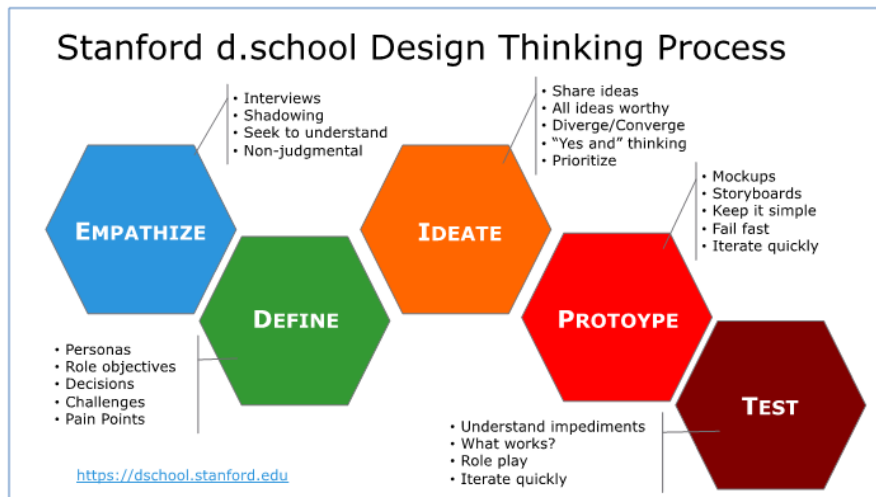 Stanford d.school Design Thinking Process
• Interviews
• Shadowing
• Seek to understand
• Non-judgmental
EMPATHIZE
• Personas
• Role objectives
• Decisions
• Challenges
• Pain Points
DEFINE
• Share ideas
• All ideas worthy
• Diverge/Converge
• “Yes and” thinking
• Prioritize
IDEATE
• Mockups
• Storyboards
• Keep it simple
• Fail fast
• Iterate quickly
PROTOYPE
• Understand impediments
• What works?
• Role play
• Iterate quickly
TEST
https://dschool.stanford.edu